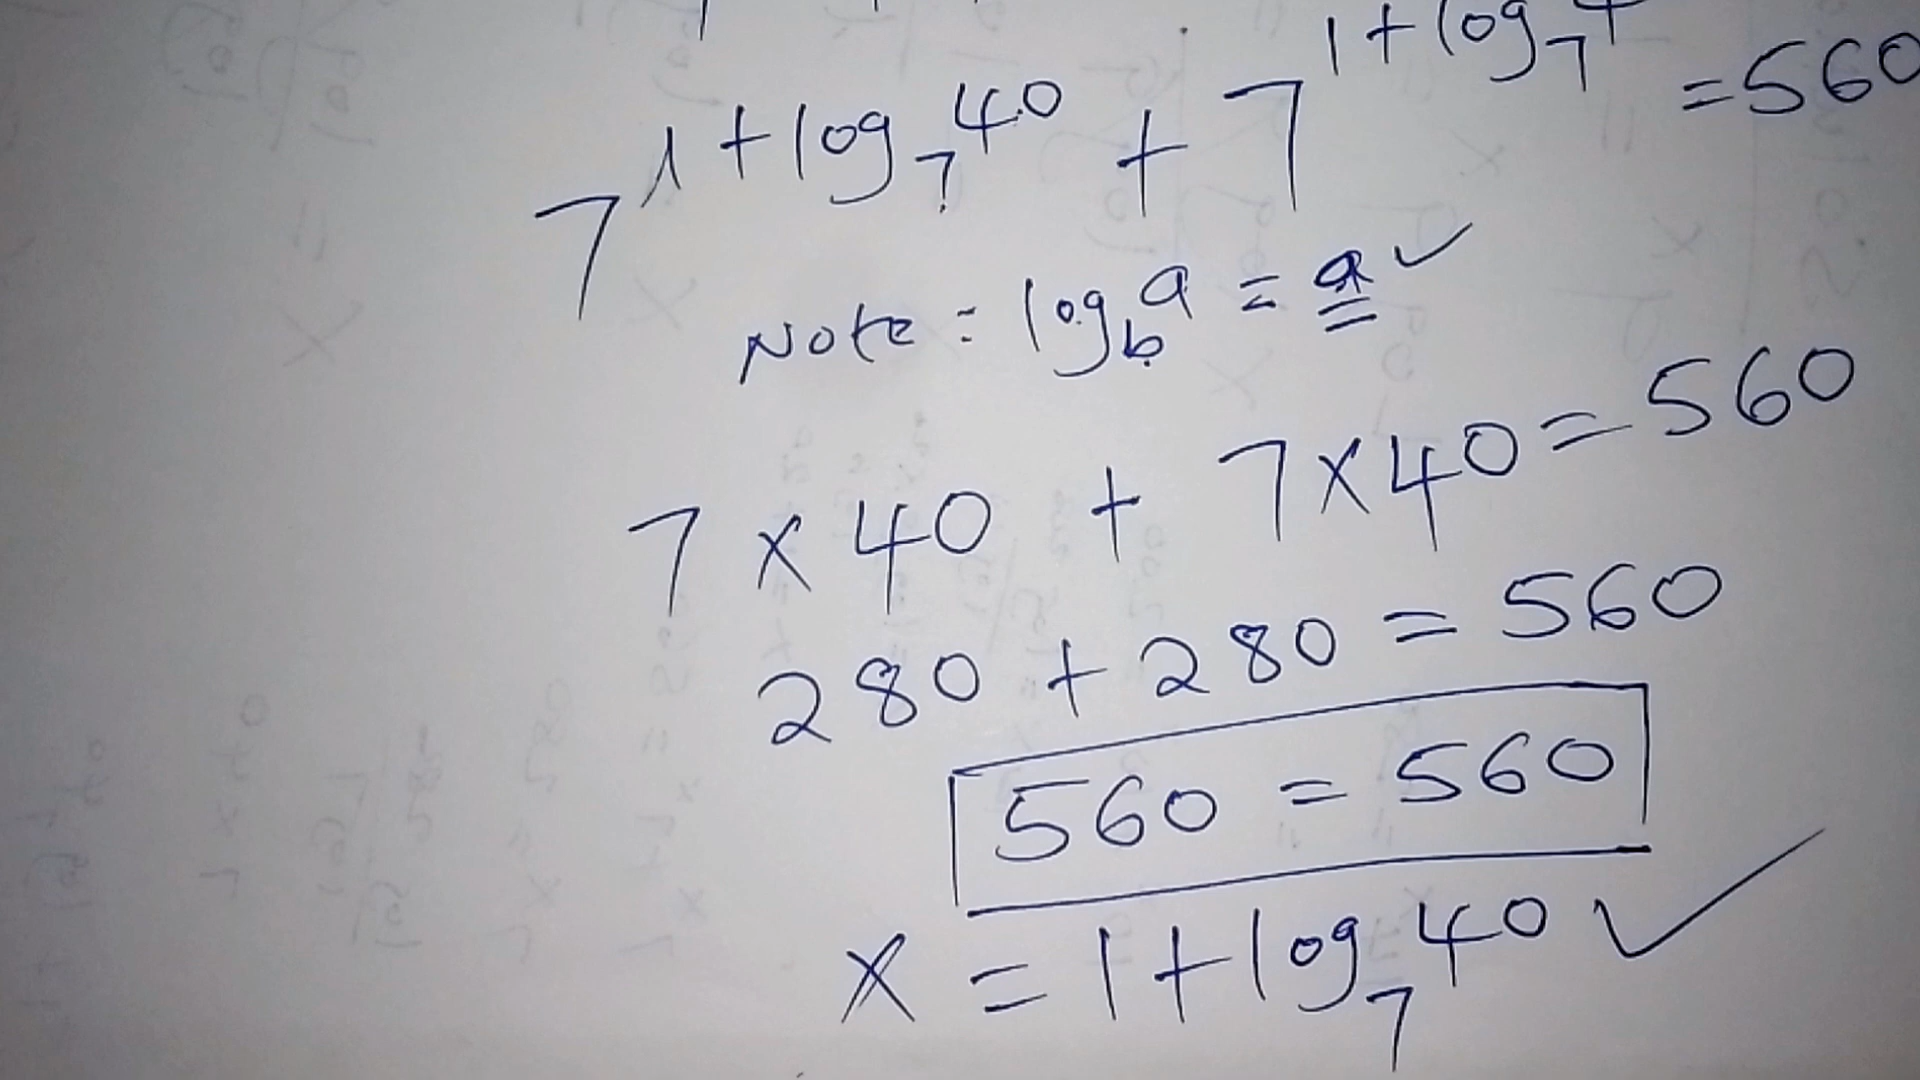 7^{1+log_7 40} + 7^{1+log_7 4} = 560
Note: log_b a = a ✓
7 × 40 + 7×40 = 560
280 + 280 = 560
560 = 560
x = 1+log_7 40 ✓